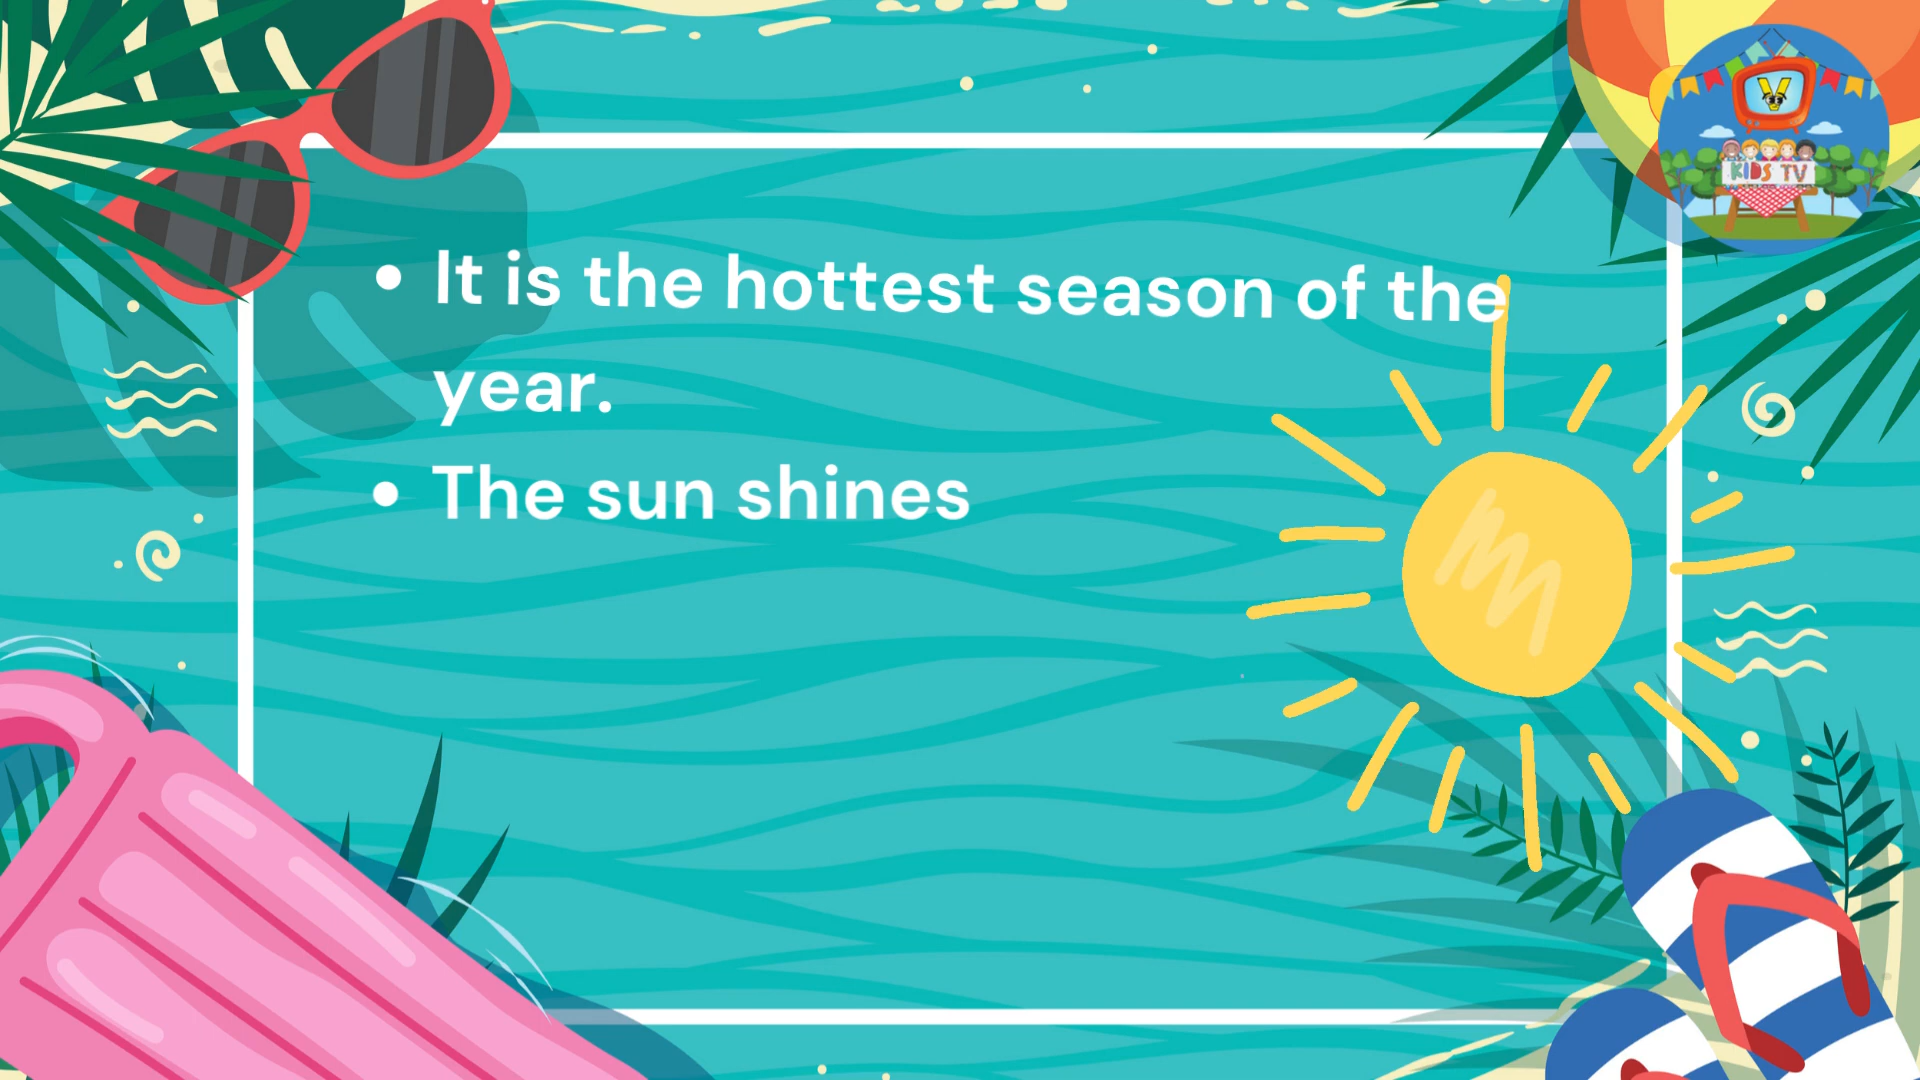 • It is the hottest season of the
year.
• The sun shines
V
KIDS TV